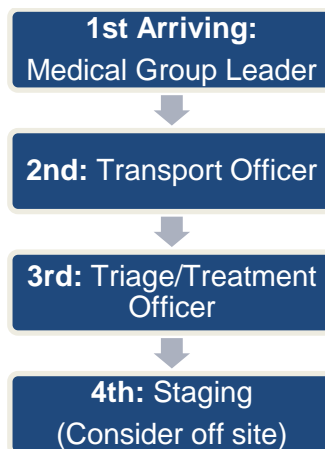 1st Arriving:
Medical Group Leader
2nd: Transport Officer
3rd: Triage/Treatment
Officer
4th: Staging
(Consider off site)